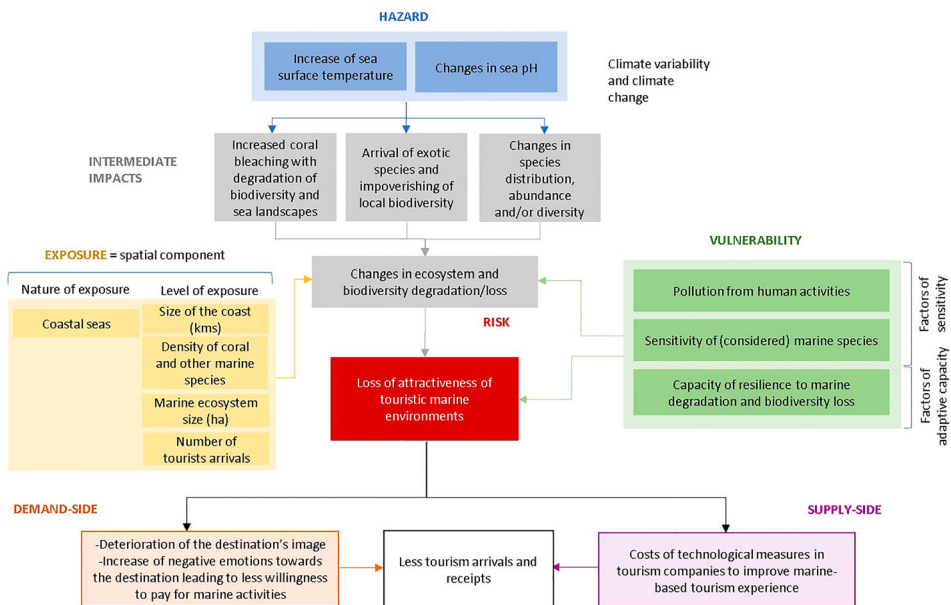 HAZARD
Increase of sea
surface temperature
Changes in sea pH
Climate variability
and climate
change
INTERMEDIATE
IMPACTS
Increased coral
bleaching with
degradation of
biodiversity and
sea landscapes
Arrival of exotic
species and
impoverishing of
local biodiversity
Changes in
species
distribution,
abundance
and/or diversity
EXPOSURE = spatial component
Nature of exposure
Level of exposure
Coastal seas
Size of the coast
(kms)
Density of coral
and other marine
species
Marine ecosystem
size (ha)
Number of
tourists arrivals
Changes in ecosystem and
biodiversity degradation/loss
RISK
Loss of attractiveness of
touristic marine
environments
VULNERABILITY
Pollution from human activities
Sensitivity of (considered) marine species
Capacity of resilience to marine
degradation and biodiversity loss
Factors of
sensitivity
Factors of
adaptive capacity
DEMAND-SIDE
-Deterioration of the destination's image
-Increase of negative emotions towards
the destination leading to less willingness
to pay for marine activities
Less tourism arrivals and
receipts
SUPPLY-SIDE
Costs of technological measures in
tourism companies to improve marine-
based tourism experience